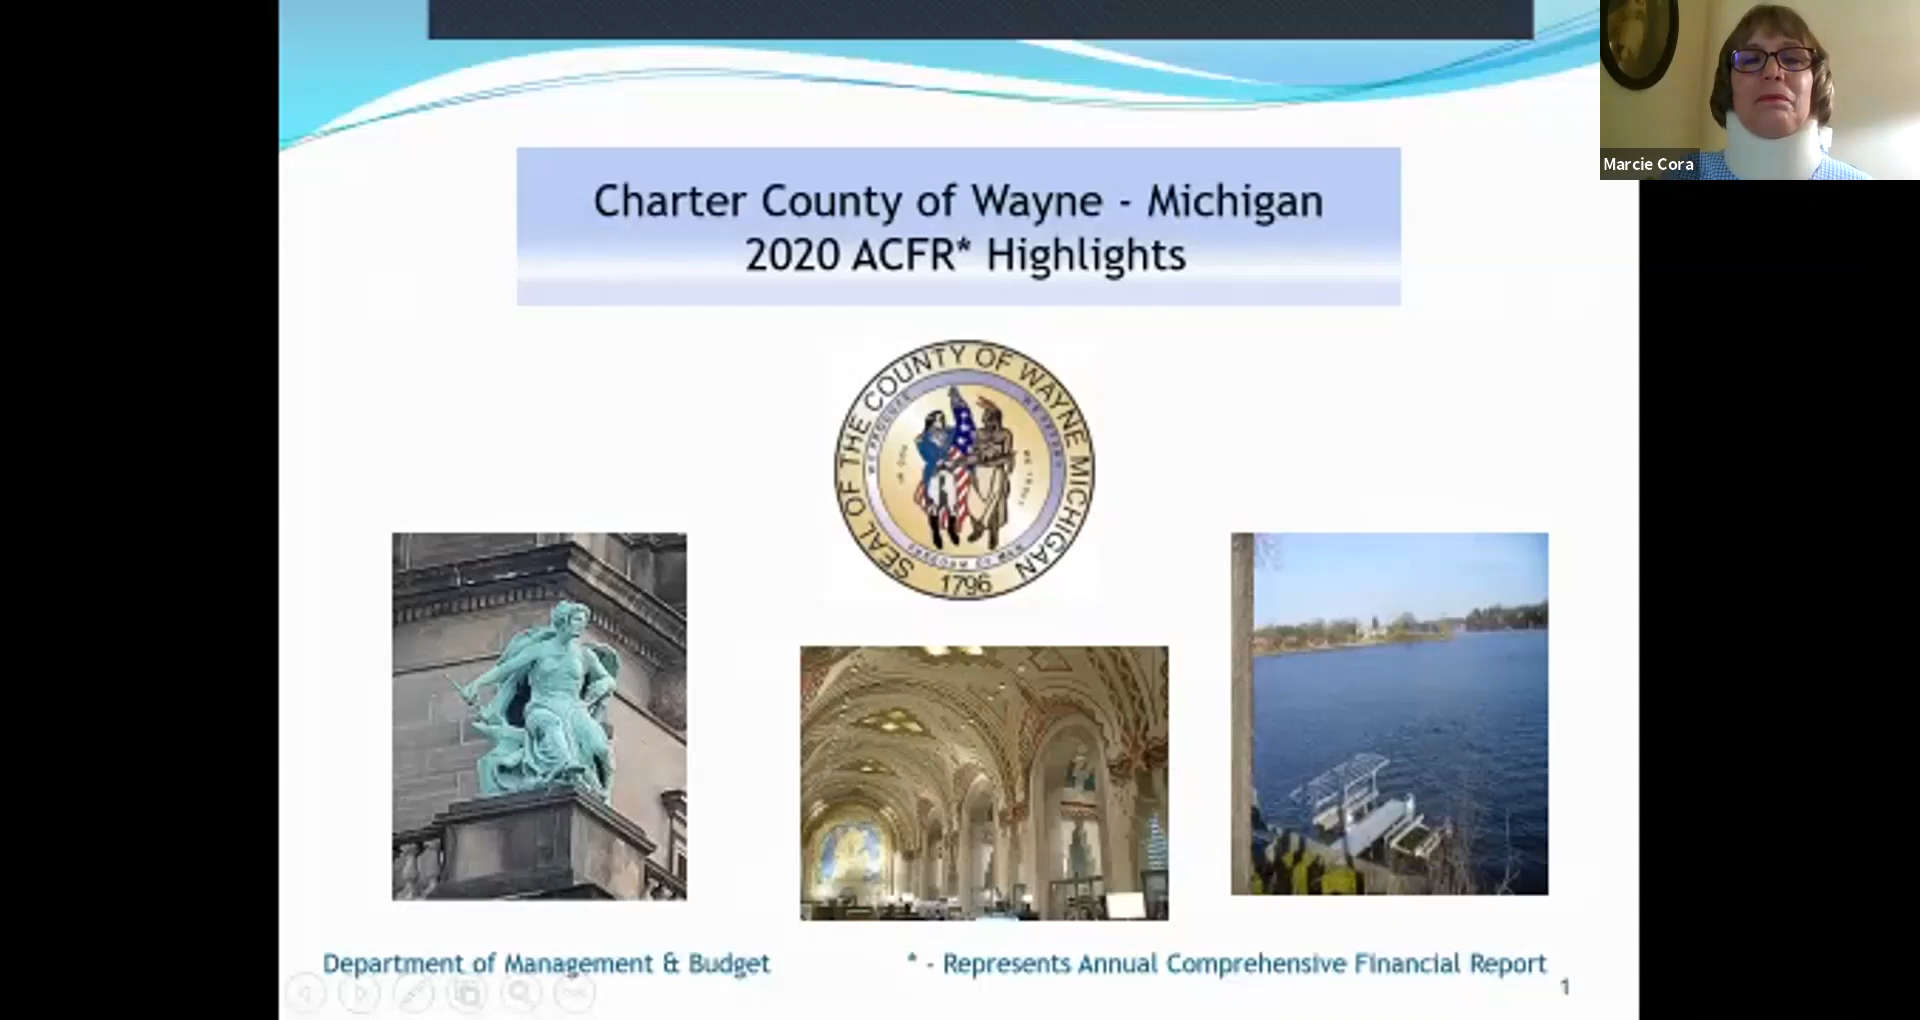 Marcie Cora
Charter County of Wayne - Michigan
2020 ACFR* Highlights
SEAL OF THE COUNTY OF WAYNE MICHIGAN
1796
Department of Management & Budget
* - Represents Annual Comprehensive Financial Report
1